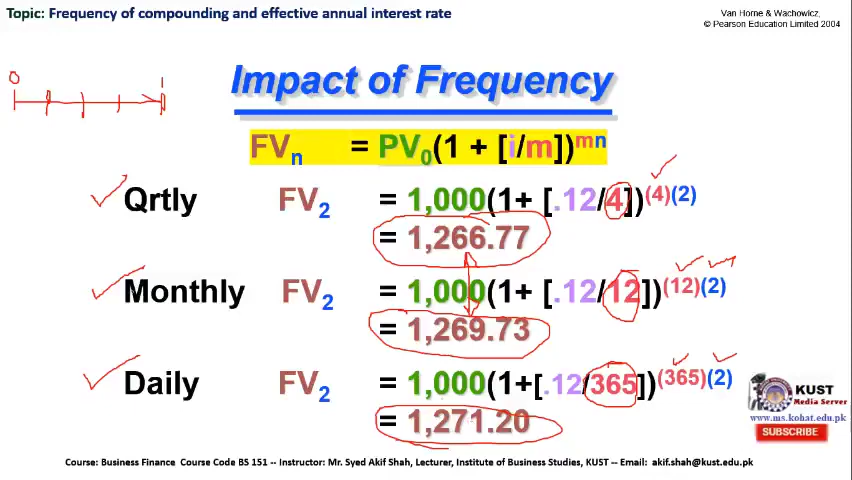 Topic: Frequency of compounding and effective annual interest rate
Van Horne & Wachowicz,
© Pearson Education Limited 2004
0 1
Impact of Frequency
FVn = PV0(1 + [i/m])mn
Qrtly FV2 = 1,000(1+ [.12/4])(4)(2)
= 1,266.77
Monthly FV2 = 1,000(1+ [.12/12])(12)(2)
= 1,269.73
Daily FV2 = 1,000(1+[.12/365])(365)(2)
= 1,271.20
KUST
Media Server
www.ms.kohat.edu.pk
SUBSCRIBE
Course: Business Finance Course Code BS 151 -- Instructor: Mr. Syed Akif Shah, Lecturer, Institute of Business Studies, KUST -- Email: akif.shah@kust.edu.pk